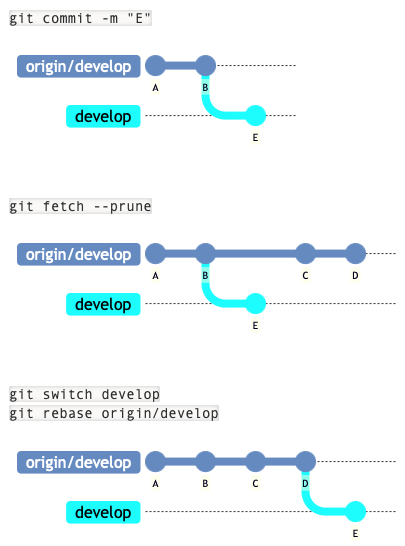 git commit -m "E"
origin/develop
A B
develop
E
git fetch --prune
origin/develop
A B C D
develop
E
git switch develop
git rebase origin/develop
origin/develop
A B C D
develop
E